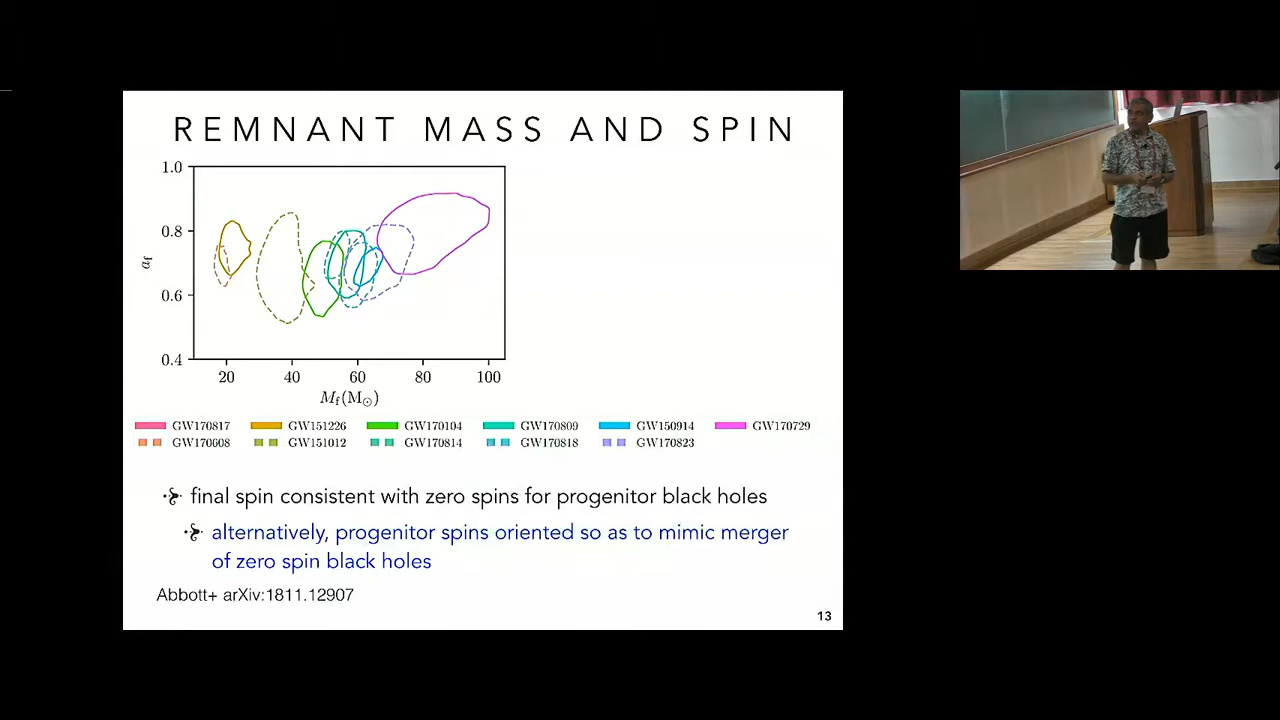 REMNANT MASS AND SPIN
1.0
0.8
0.6
0.4
a_f
20 40 60 80 100
M_f(M_⊙)
GW170817 GW151226 GW170104 GW170809 GW150914 GW170729
GW170608 GW151012 GW170814 GW170818 GW170823
final spin consistent with zero spins for progenitor black holes
alternatively, progenitor spins oriented so as to mimic merger
of zero spin black holes
Abbott+ arXiv:1811.12907
13